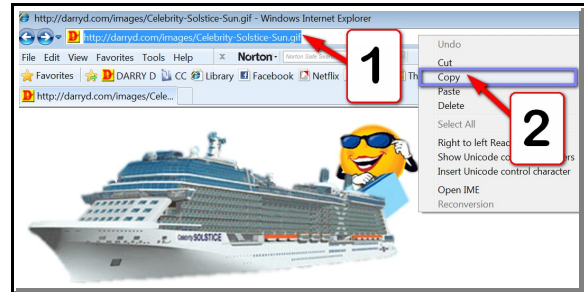 http://darryd.com/images/Celebrity-Solstice-Sun.gif - Windows Internet Explorer
http://darryd.com/images/Celebrity-Solstice-Sun.gif
File Edit View Favorites Tools Help x Norton
Favorites DARRY D CC Library Facebook Netflix Th
http://darryd.com/images/Cele...
1
Undo
Cut
Copy
Paste
Delete
Select All
Right to left Read
Show Unicode co ers
Insert Unicode control character
Open IME
Reconversion
2
Celebrity SOLSTICE